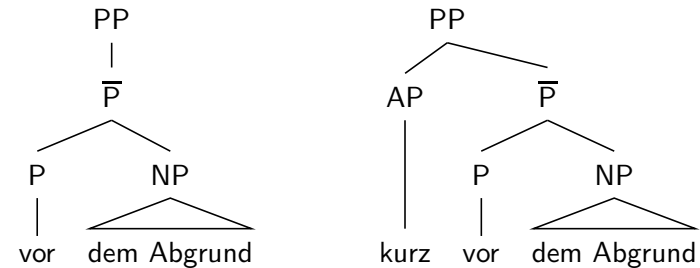 PP PP
P̅ AP P̅
P NP P NP
vor dem Abgrund kurz vor dem Abgrund